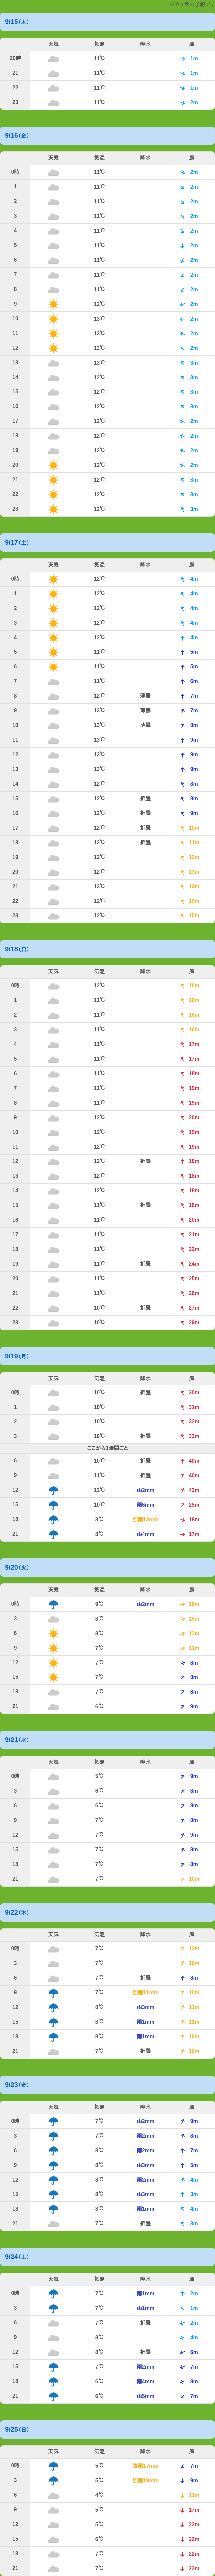 9/15(木)
天気 気温 降水 風
20時 11℃ 1m
21 11℃ 1m
22 11℃ 1m
23 11℃ 2m
9/16(金)
天気 気温 降水 風
0時 11℃ 2m
1 11℃ 2m
2 11℃ 2m
3 11℃ 2m
4 11℃ 2m
5 11℃ 2m
6 11℃ 2m
7 11℃ 2m
8 11℃ 2m
9 12℃ 2m
10 13℃ 2m
11 13℃ 2m
12 13℃ 2m
13 13℃ 3m
14 12℃ 3m
15 12℃ 3m
16 12℃ 3m
17 12℃ 2m
18 12℃ 2m
19 12℃ 2m
20 12℃ 2m
21 12℃ 3m
22 12℃ 3m
23 12℃ 3m
9/17(土)
天気 気温 降水 風
0時 12℃ 4m
1 12℃ 4m
2 12℃ 4m
3 12℃ 4m
4 12℃ 4m
5 11℃ 5m
6 11℃ 5m
7 11℃ 6m
8 12℃ 薄曇 7m
9 13℃ 薄曇 7m
10 13℃ 薄曇 8m
11 13℃ 9m
12 13℃ 9m
13 13℃ 9m
14 12℃ 8m
15 12℃ 折曇 8m
16 12℃ 折曇 9m
17 12℃ 折曇 10m
18 12℃ 折曇 11m
19 12℃ 12m
20 12℃ 13m
21 13℃ 14m
22 12℃ 15m
23 12℃ 15m
9/18(日)
天気 気温 降水 風
0時 12℃ 16m
1 11℃ 16m
2 11℃ 16m
3 11℃ 16m
4 11℃ 17m
5 11℃ 17m
6 11℃ 18m
7 11℃ 19m
8 11℃ 19m
9 12℃ 20m
10 12℃ 19m
11 12℃ 19m
12 12℃ 折曇 18m
13 12℃ 18m
14 12℃ 18m
15 11℃ 折曇 18m
16 11℃ 20m
17 11℃ 21m
18 11℃ 22m
19 11℃ 折曇 24m
20 11℃ 25m
21 11℃ 26m
22 10℃ 折曇 27m
23 10℃ 29m
9/19(月)
天気 気温 降水 風
0時 10℃ 折曇 30m
1 10℃ 31m
2 10℃ 32m
3 10℃ 折曇 33m
ここから3時間ごと
6 10℃ 折曇 40m
9 11℃ 折曇 40m
12 12℃ 雨2mm 43m
15 10℃ 雨6mm 25m
18 8℃ 強雨13mm 18m
21 8℃ 雨4mm 17m
9/20(火)
天気 気温 降水 風
0時 9℃ 雨2mm 16m
3 8℃ 15m
6 8℃ 13m
9 7℃ 11m
12 7℃ 8m
15 7℃ 8m
18 7℃ 8m
21 6℃ 9m
9/21(水)
天気 気温 降水 風
0時 5℃ 9m
3 6℃ 8m
6 6℃ 8m
9 7℃ 8m
12 7℃ 9m
15 7℃ 8m
18 7℃ 8m
21 7℃ 10m
9/22(木)
天気 気温 降水 風
0時 7℃ 12m
3 7℃ 10m
6 7℃ 折曇 8m
9 7℃ 強雨11mm 10m
12 8℃ 雨3mm 11m
15 8℃ 雨1mm 11m
18 8℃ 雨1mm 10m
21 7℃ 折曇 10m
9/23(金)
天気 気温 降水 風
0時 7℃ 雨2mm 9m
3 7℃ 雨2mm 8m
6 8℃ 雨2mm 7m
9 8℃ 雨3mm 5m
12 8℃ 雨2mm 4m
15 8℃ 雨3mm 3m
18 8℃ 雨1mm 4m
21 7℃ 折曇 3m
9/24(土)
天気 気温 降水 風
0時 7℃ 雨1mm 2m
3 7℃ 雨1mm 1m
6 7℃ 折曇 2m
9 8℃ 4m
12 8℃ 折曇 6m
15 7℃ 雨2mm 7m
18 6℃ 雨4mm 8m
21 6℃ 雨5mm 7m
9/25(日)
天気 気温 降水 風
0時 5℃ 強雨17mm 7m
3 5℃ 強雨19mm 9m
6 4℃ 11m
9 5℃ 17m
12 5℃ 23m
15 6℃ 22m
18 7℃ 22m
21 7℃ 22m